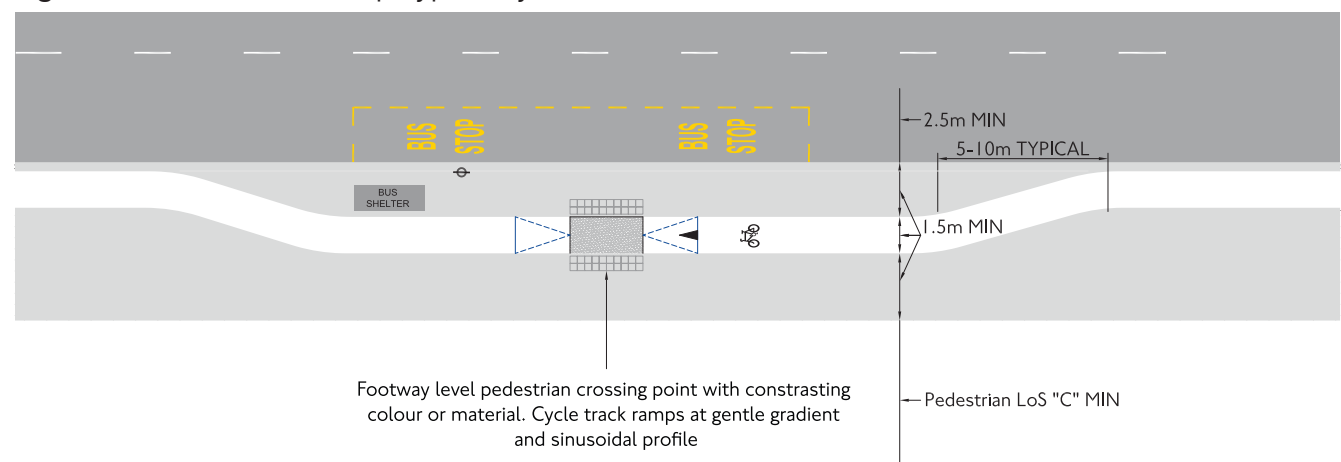 BUS
STOP
BUS
STOP
2.5m MIN
5-10m TYPICAL
BUS
SHELTER
1.5m MIN
Footway level pedestrian crossing point with constrasting
colour or material. Cycle track ramps at gentle gradient
and sinusoidal profile
Pedestrian LoS "C" MIN